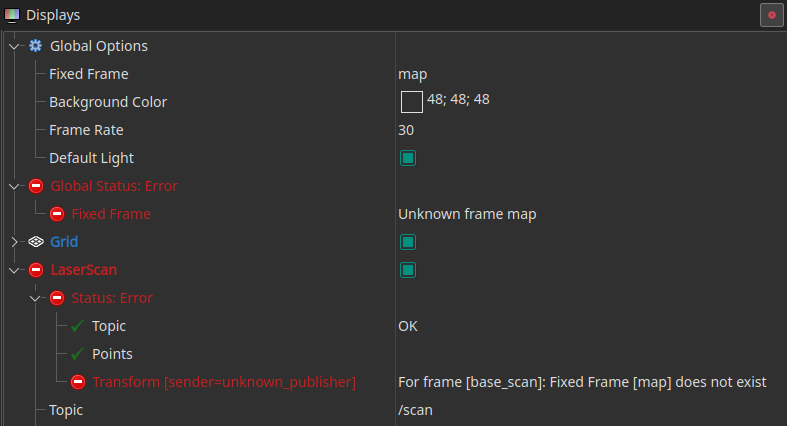 Displays
Global Options
Fixed Frame map
Background Color 48; 48; 48
Frame Rate 30
Default Light
Global Status: Error
Fixed Frame Unknown frame map
Grid
LaserScan
Status: Error
Topic OK
Points
Transform [sender=unknown_publisher] For frame [base_scan]: Fixed Frame [map] does not exist
Topic /scan